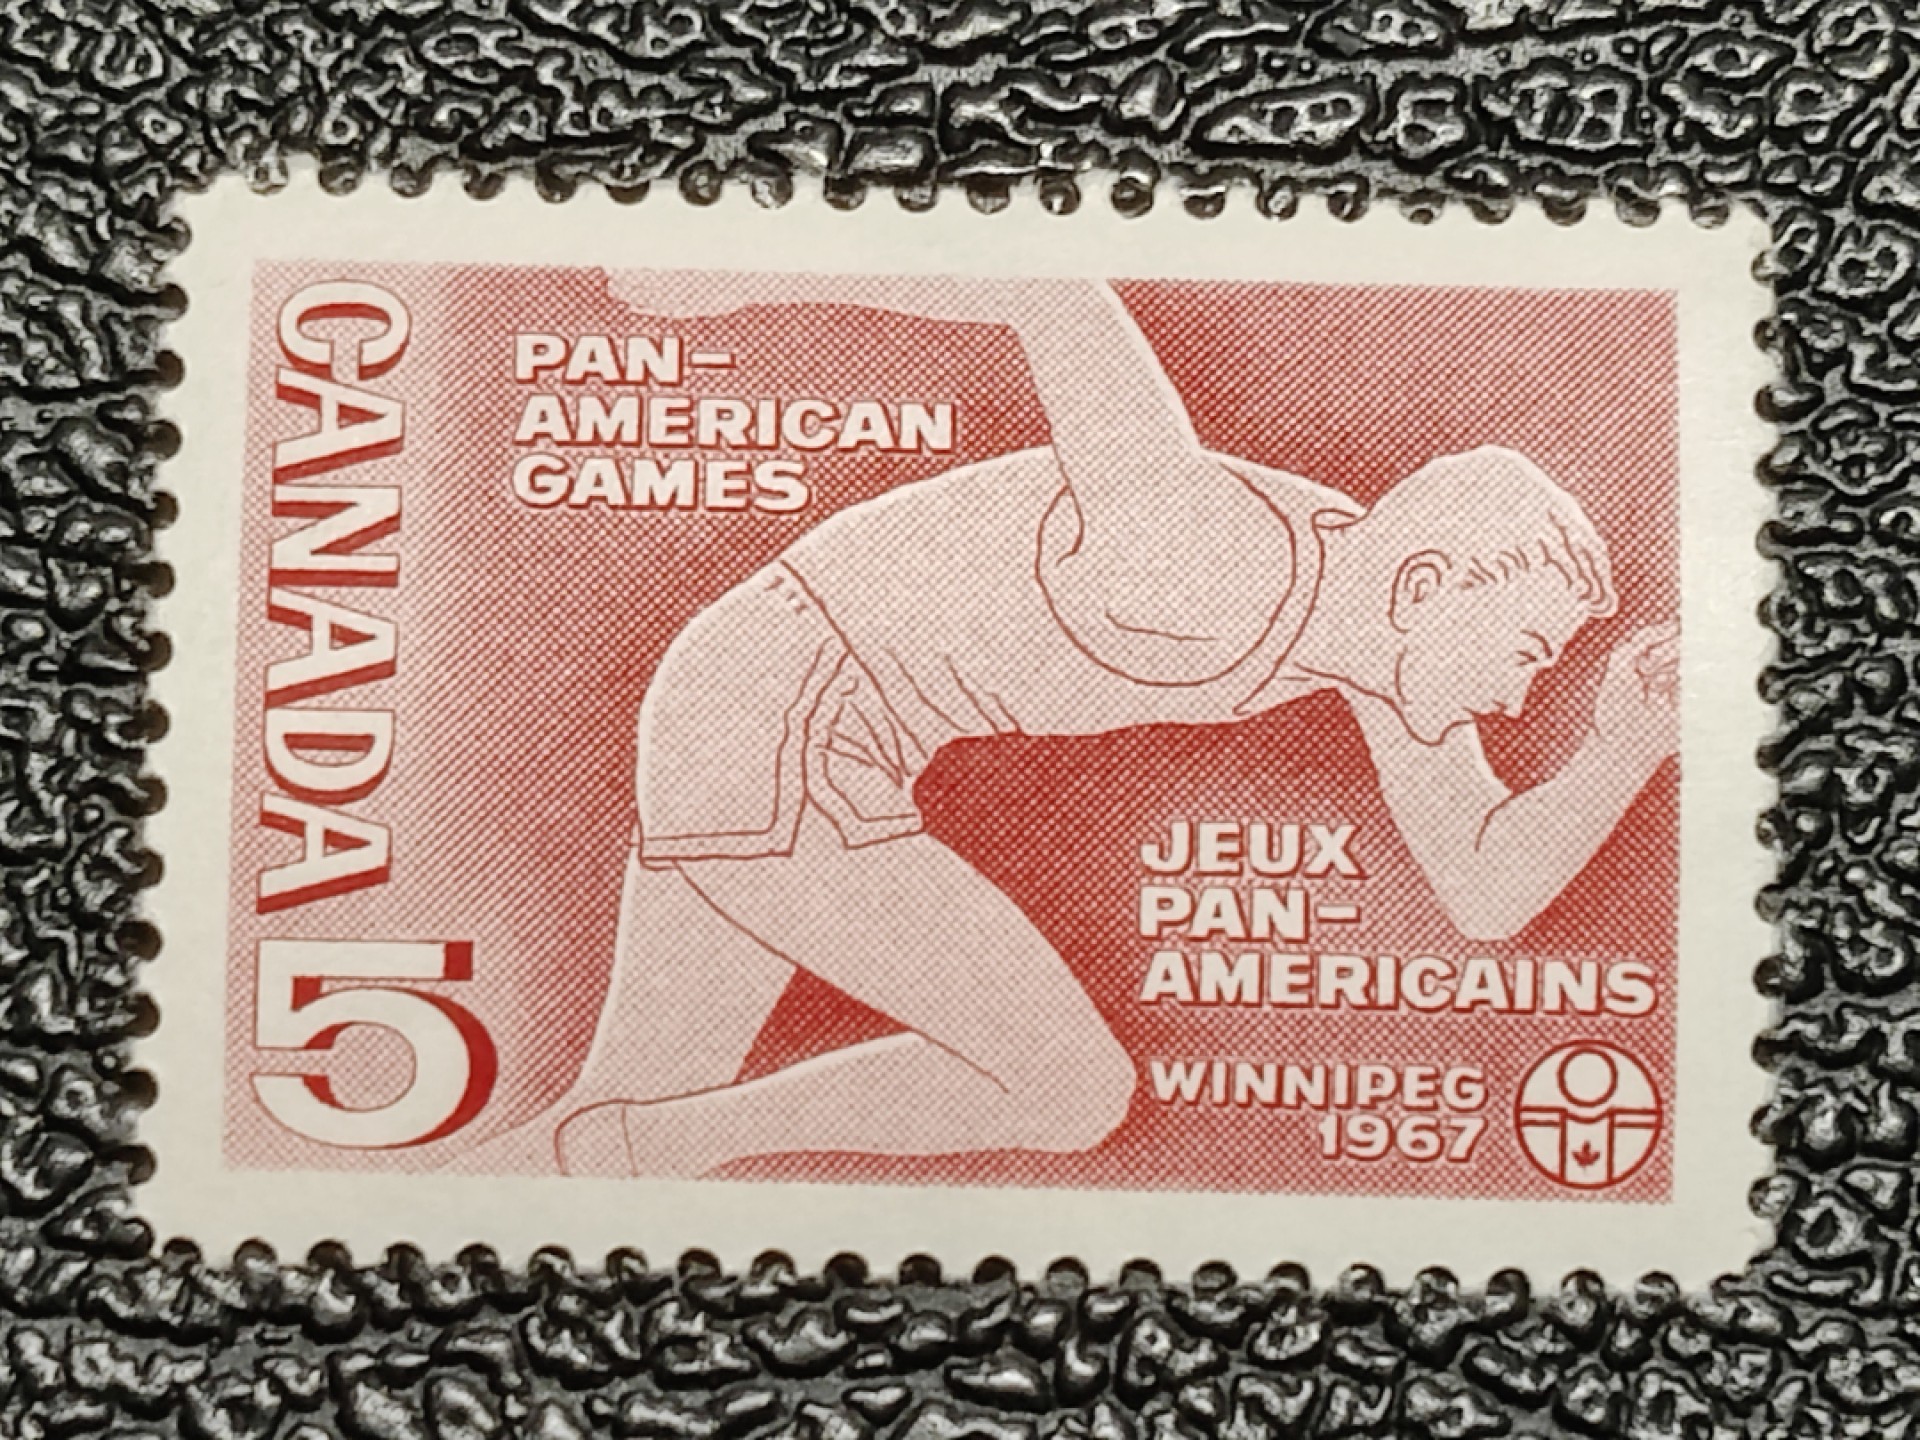 CANADA
5
PAN-
AMERICAN
GAMES
JEUX
PAN-
AMERICAINS
WINNIPEG
1967